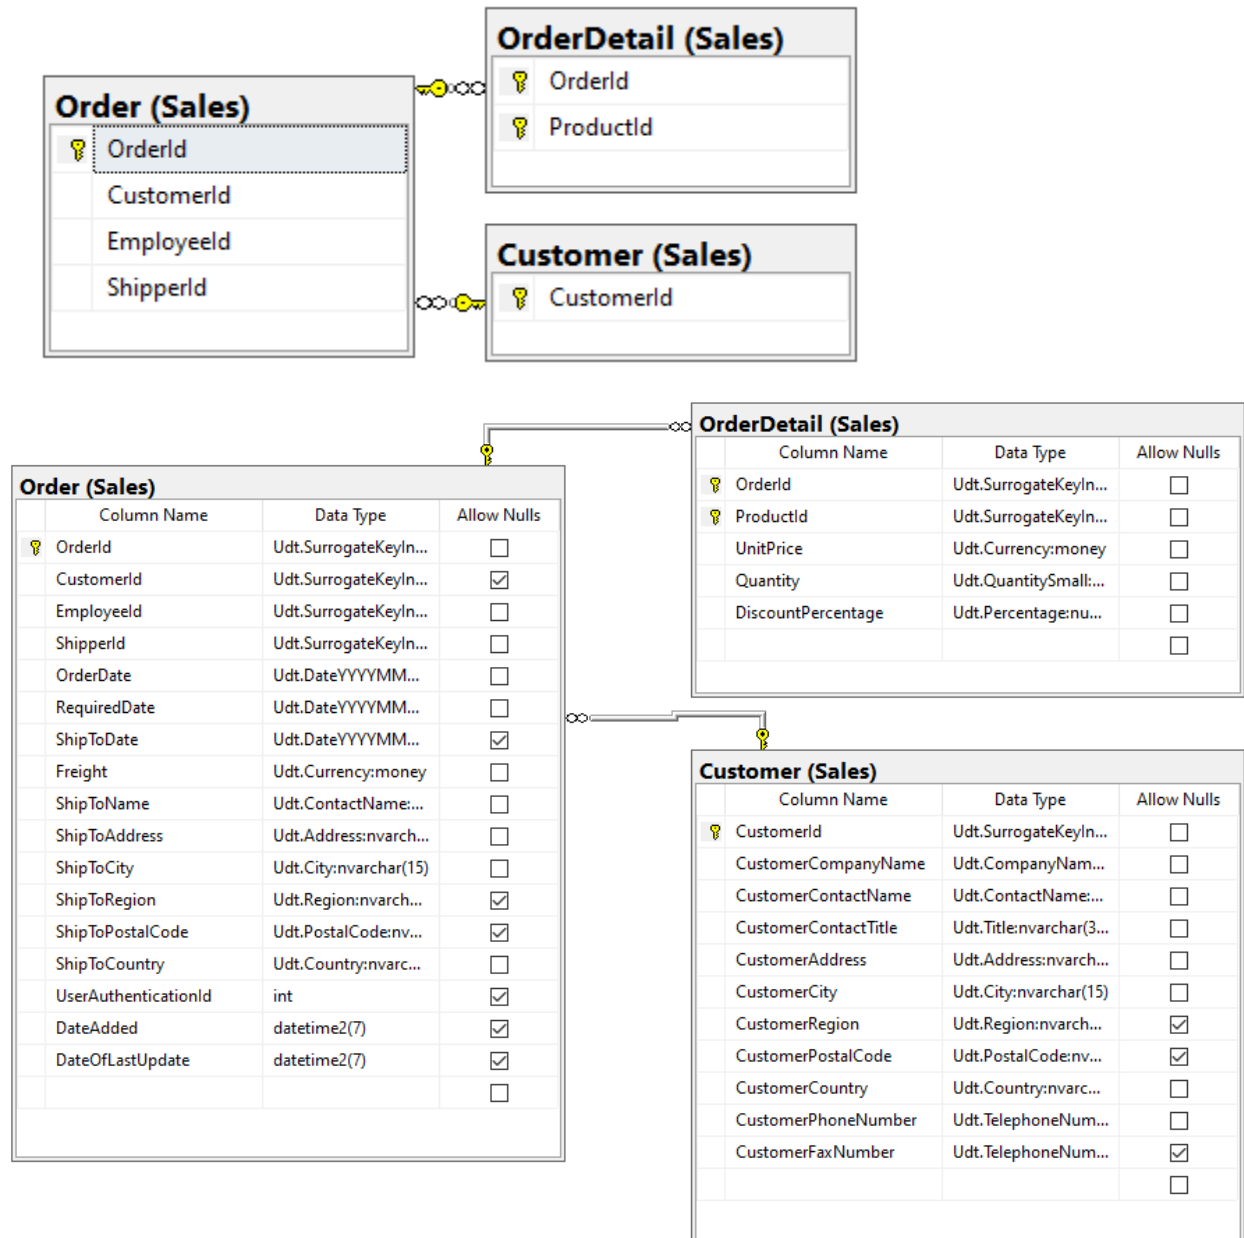 OrderDetail (Sales)
OrderId
ProductId
Order (Sales)
OrderId
CustomerId
EmployeeId
ShipperId
Customer (Sales)
CustomerId
OrderDetail (Sales)
Column Name Data Type Allow Nulls
OrderId Udt.SurrogateKeyIn...
ProductId Udt.SurrogateKeyIn...
UnitPrice Udt.Currency:money
Quantity Udt.QuantitySmall:...
DiscountPercentage Udt.Percentage:nu...
Order (Sales)
Column Name Data Type Allow Nulls
OrderId Udt.SurrogateKeyIn...
CustomerId Udt.SurrogateKeyIn...
EmployeeId Udt.SurrogateKeyIn...
ShipperId Udt.SurrogateKeyIn...
OrderDate Udt.DateYYYYMM...
RequiredDate Udt.DateYYYYMM...
ShipToDate Udt.DateYYYYMM...
Freight Udt.Currency:money
ShipToName Udt.ContactName:...
ShipToAddress Udt.Address:nvarch...
ShipToCity Udt.City:nvarchar(15)
ShipToRegion Udt.Region:nvarch...
ShipToPostalCode Udt.PostalCode:nv...
ShipToCountry Udt.Country:nvarc...
UserAuthenticationId int
DateAdded datetime2(7)
DateOfLastUpdate datetime2(7)
Customer (Sales)
Column Name Data Type Allow Nulls
CustomerId Udt.SurrogateKeyIn...
CustomerCompanyName Udt.CompanyNam...
CustomerContactName Udt.ContactName:...
CustomerContactTitle Udt.Title:nvarchar(3...
CustomerAddress Udt.Address:nvarch...
CustomerCity Udt.City:nvarchar(15)
CustomerRegion Udt.Region:nvarch...
CustomerPostalCode Udt.PostalCode:nv...
CustomerCountry Udt.Country:nvarc...
CustomerPhoneNumber Udt.TelephoneNum...
CustomerFaxNumber Udt.TelephoneNum...